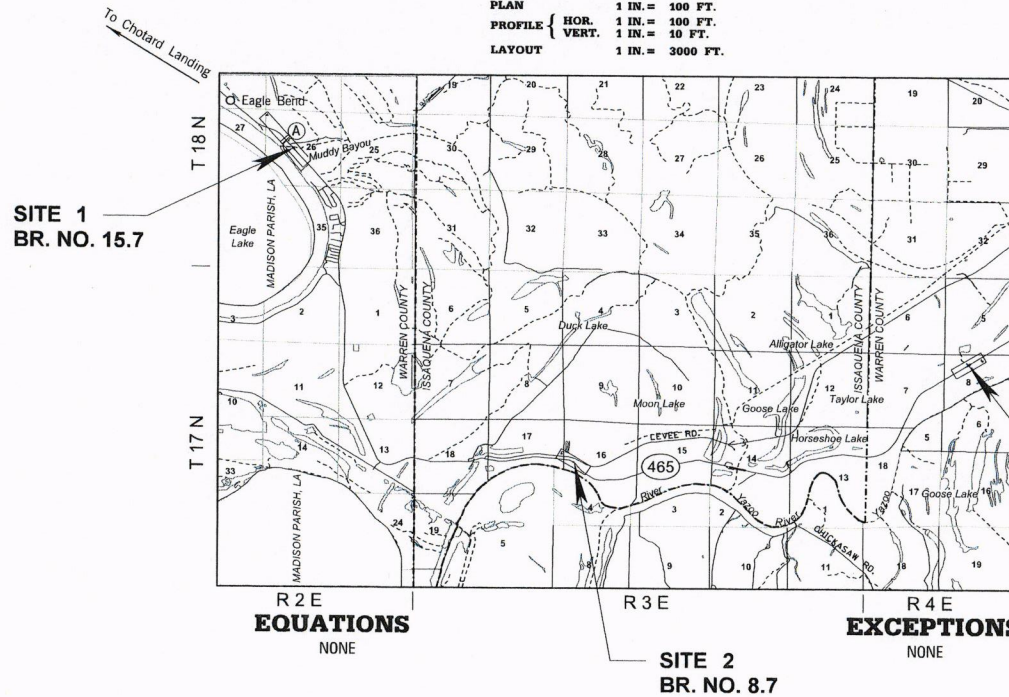 PLAN 1 IN. = 100 FT.
PROFILE { HOR. 1 IN. = 100 FT.
VERT. 1 IN. = 10 FT.
LAYOUT 1 IN. = 3000 FT.
To Chotard Landing
Eagle Bend
A
Muddy Bayou
T 18 N
27 26 25 30 29 28 27 26 25 30 29
19 20 21 22 23 24 19 20
SITE 1
BR. NO. 15.7
Eagle
Lake
MADISON PARISH, LA
35 36 31 32 33 34 35 36 31 32
3 2 1 6 5 4 3 2 1 6 5
Duck Lake
WARREN COUNTY
ISSAQUENA COUNTY
Alligator Lake
ISSAQUENA COUNTY
WARREN COUNTY
11 12 7 8 9 10 11 12 7 8
Moon Lake
Goose Lake
Taylor Lake
T 17 N
10 14 13 18 17 16 15 14 13 18 5 6
LEVEE RD.
Horseshoe Lake
465
33 24 19 4 3 2 1 17 16
Goose Lake
River
Yazoo
River
Yazoo
MADISON PARISH, LA
5 8 9 10 11 18 19
CHICKASAW RD.
R 2 E R 3 E R 4 E
EQUATIONS
NONE
EXCEPTIONS
NONE
SITE 2
BR. NO. 8.7